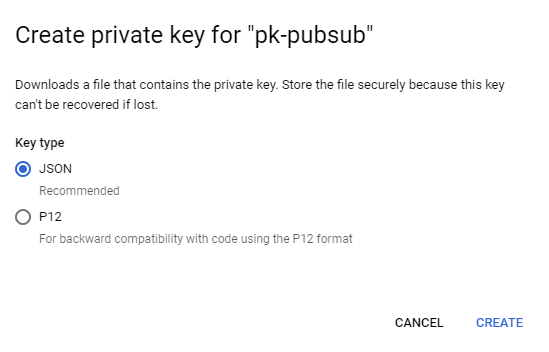 Create private key for "pk-pubsub"
Downloads a file that contains the private key. Store the file securely because this key
can't be recovered if lost.
Key type
JSON
Recommended
P12
For backward compatibility with code using the P12 format
CANCEL CREATE